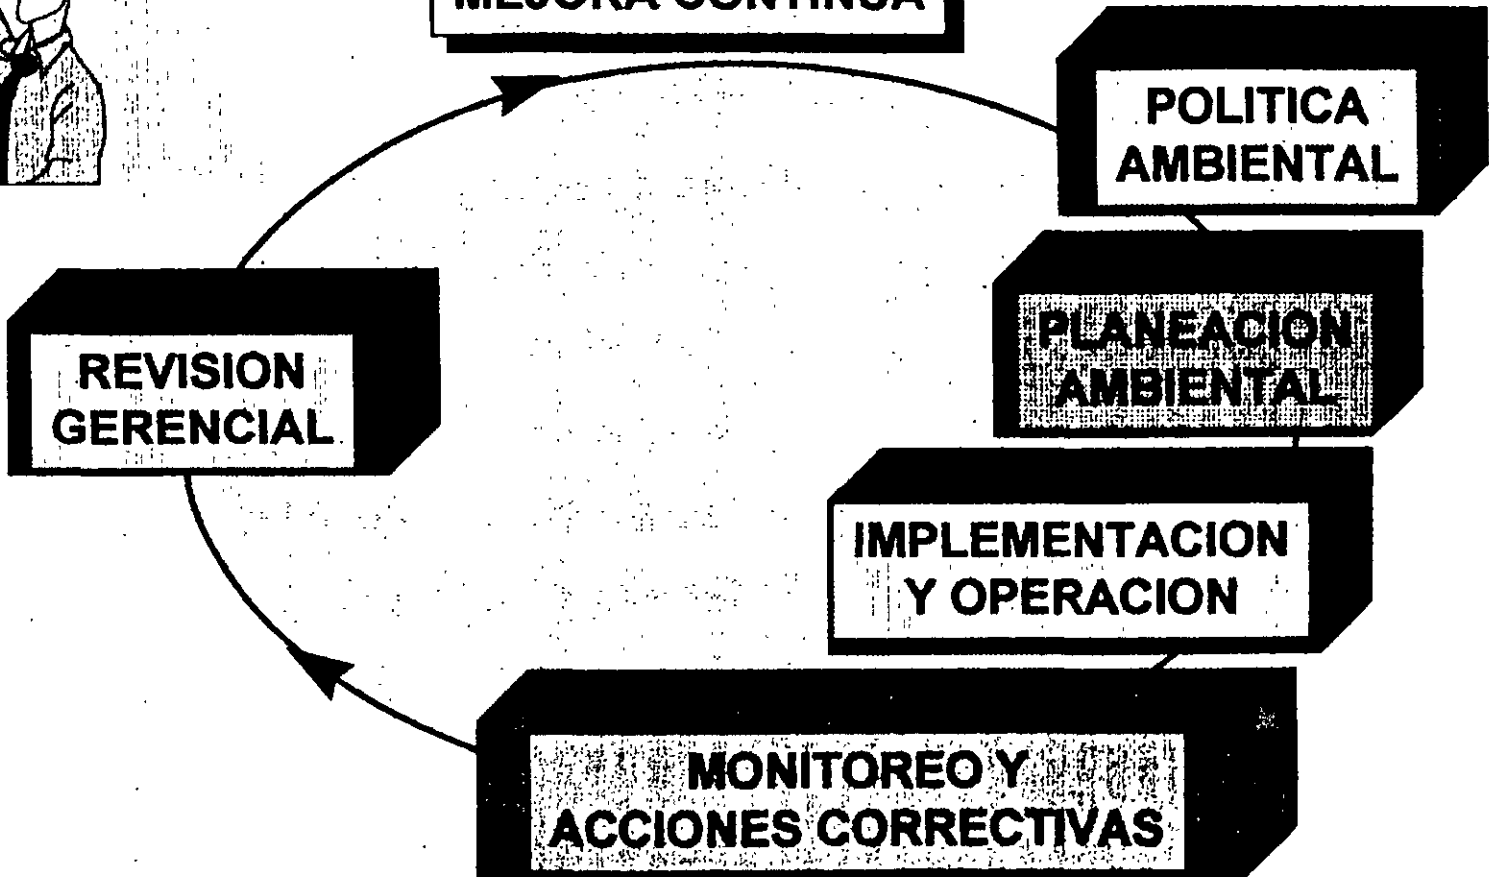 MEJORA CONTINUA
POLITICA
AMBIENTAL
PLANEACION
AMBIENTAL
IMPLEMENTACION
Y OPERACION
MONITOREO Y
ACCIONES CORRECTIVAS
REVISION
GERENCIAL